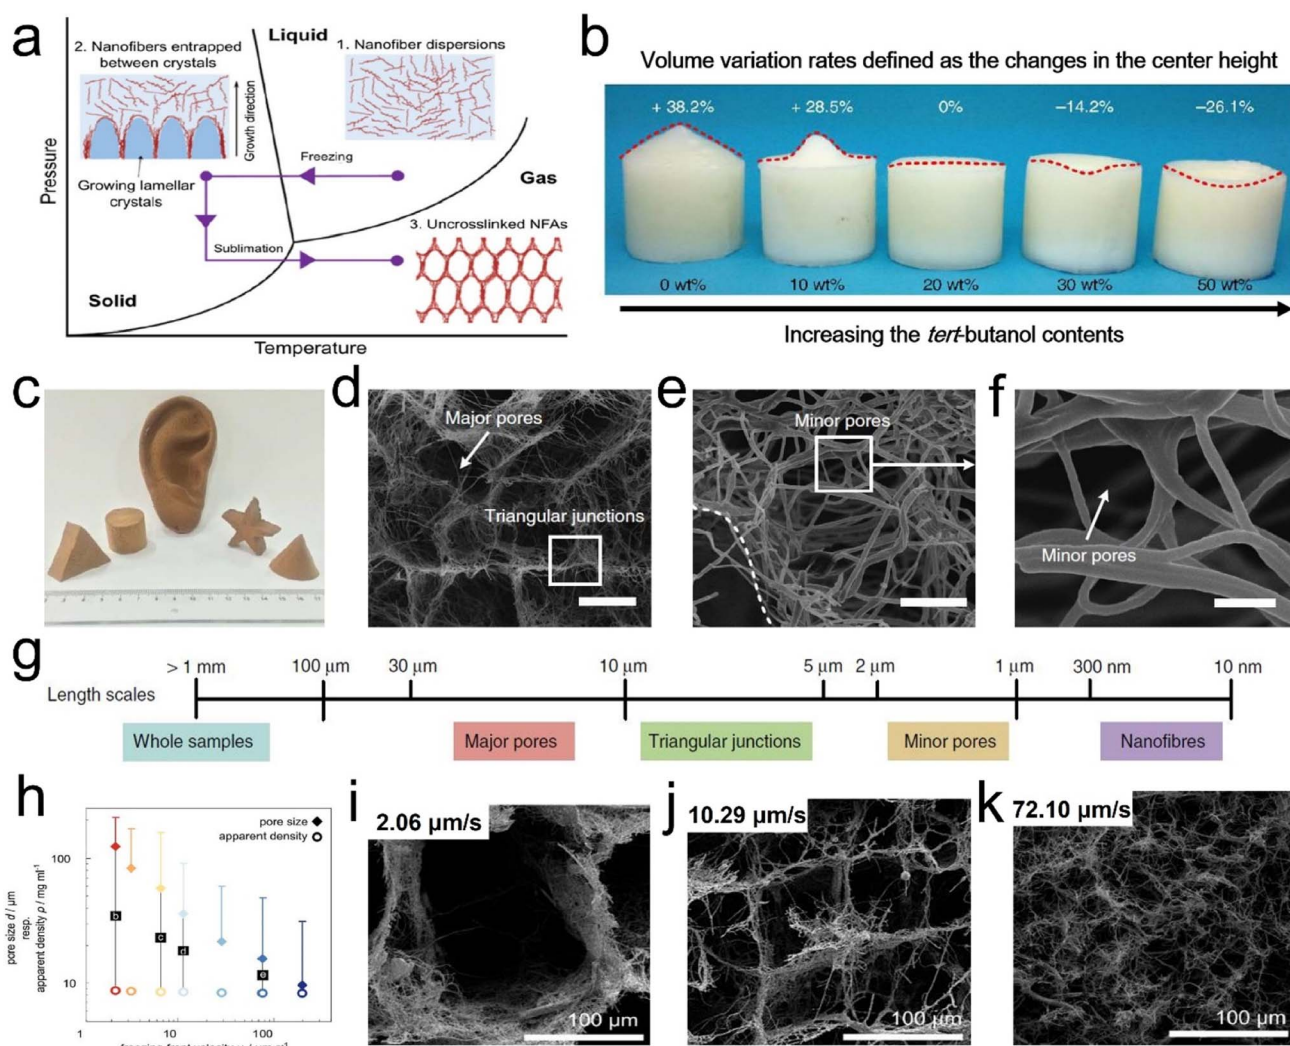 a
Liquid
2. Nanofibers entrapped
between crystals
1. Nanofiber dispersions
Growth direction
Growing lamellar
crystals
Freezing
Gas
Sublimation
3. Uncrosslinked NFAs
Solid
Pressure
Temperature
b
Volume variation rates defined as the changes in the center height
+ 38.2% + 28.5% 0% −14.2% −26.1%
0 wt% 10 wt% 20 wt% 30 wt% 50 wt%
Increasing the tert-butanol contents
c
d
Major pores
Triangular junctions
e
Minor pores
f
Minor pores
g
> 1 mm 100 μm 30 μm 10 μm 5 μm 2 μm 1 μm 300 nm 10 nm
Length scales
Whole samples Major pores Triangular junctions Minor pores Nanofibres
h
pore size
apparent density
pore size d / μm
resp.
apparent density ρ / mg ml-1
100
10
b
c
d
e
1 10 100
1
i
2.06 μm/s
100 μm
j
10.29 μm/s
100 μm
k
72.10 μm/s
100 μm